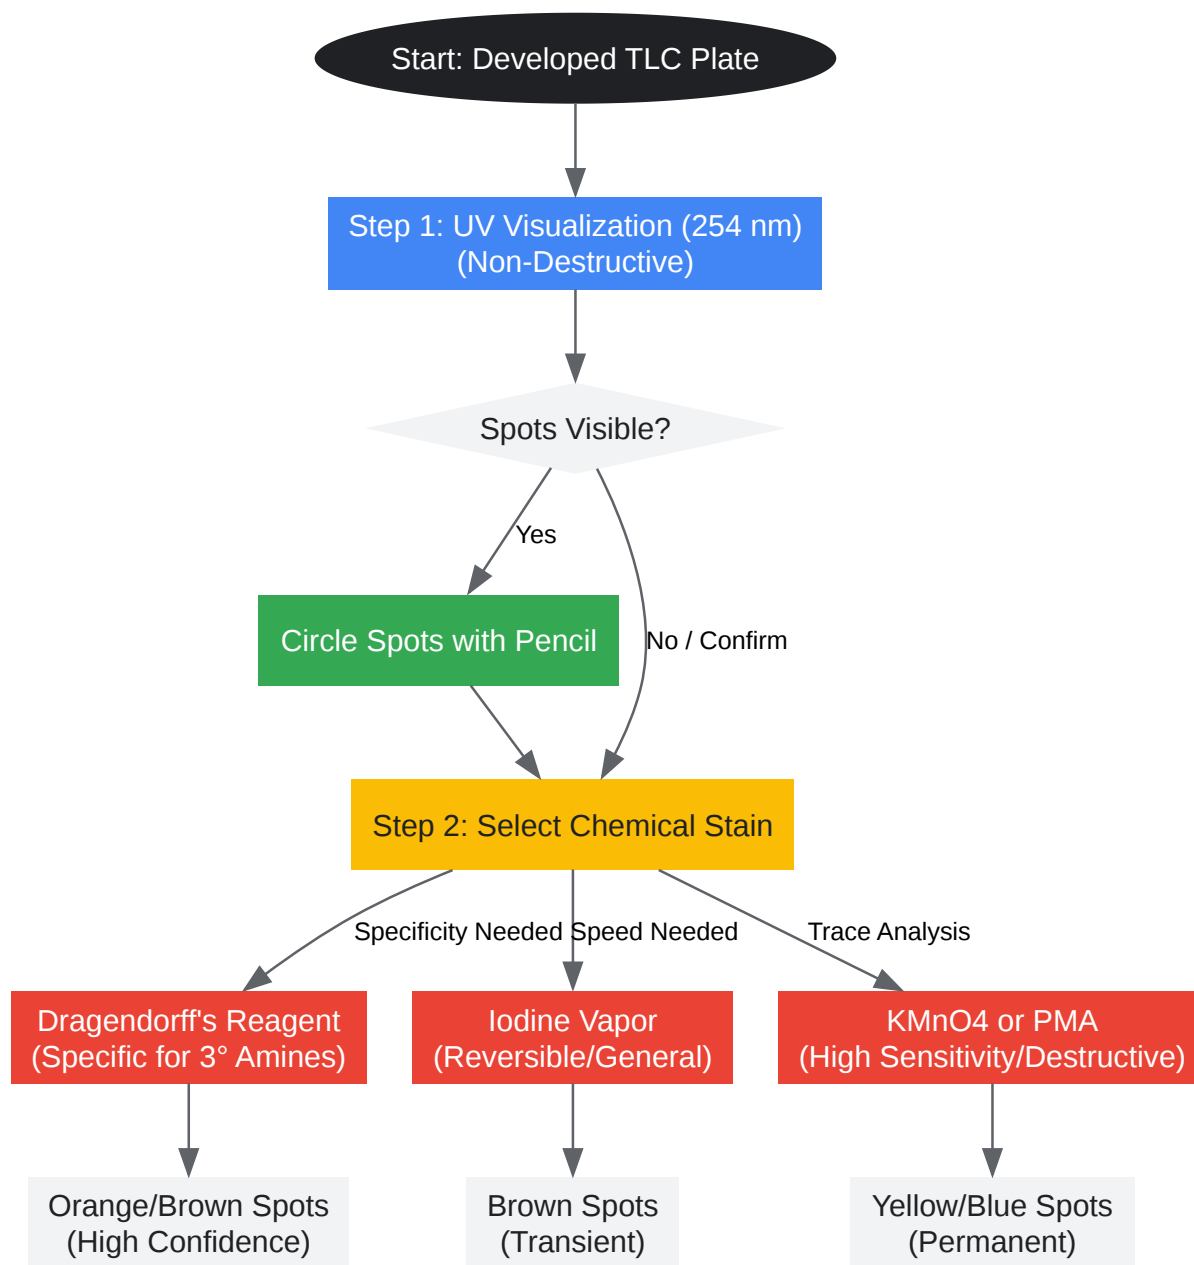 Start: Developed TLC Plate
Step 1: UV Visualization (254 nm)
(Non-Destructive)
Spots Visible?
Yes
Circle Spots with Pencil
No / Confirm
Step 2: Select Chemical Stain
Specificity Needed
Speed Needed
Trace Analysis
Dragendorff's Reagent
(Specific for 3° Amines)
Iodine Vapor
(Reversible/General)
KMnO4 or PMA
(High Sensitivity/Destructive)
Orange/Brown Spots
(High Confidence)
Brown Spots
(Transient)
Yellow/Blue Spots
(Permanent)